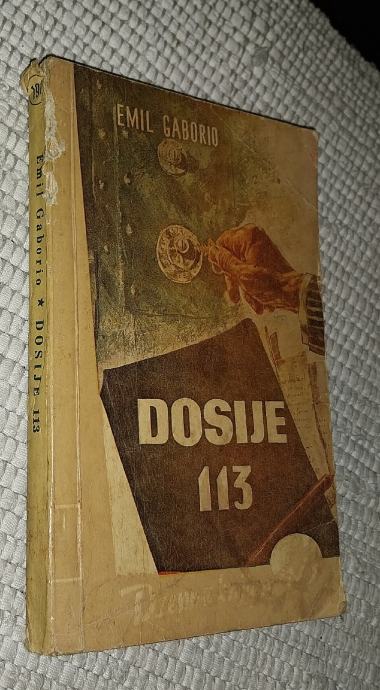 EMIL GABORIO
DOSIJE
113
Emil Gaborio ★ DOSIJE 113